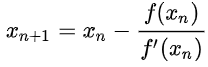 x_{n+1} = x_n - \frac{f(x_n)}{f'(x_n)}